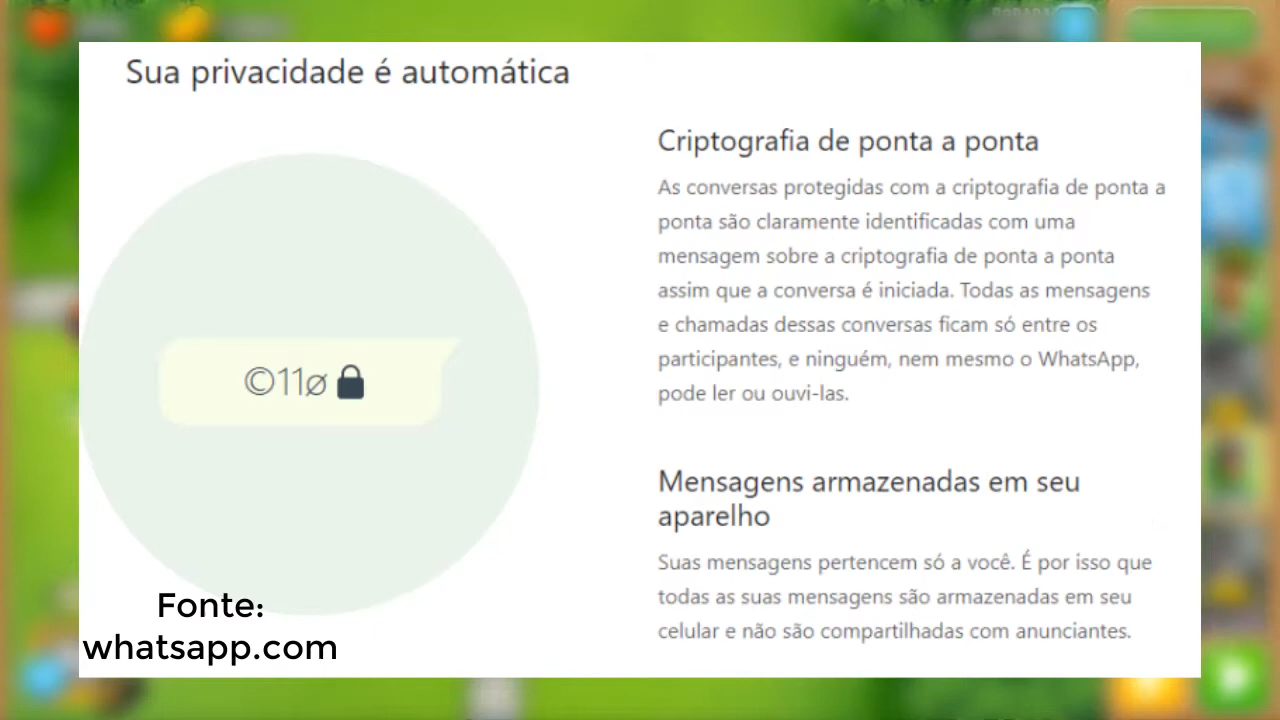 Sua privacidade é automática
Criptografia de ponta a ponta
As conversas protegidas com a criptografia de ponta a
ponta são claramente identificadas com uma
mensagem sobre a criptografia de ponta a ponta
assim que a conversa é iniciada. Todas as mensagens
e chamadas dessas conversas ficam só entre os
participantes, e ninguém, nem mesmo o WhatsApp,
pode ler ou ouvi-las.
©11ø
Mensagens armazenadas em seu
aparelho
Suas mensagens pertencem só a você. É por isso que
todas as suas mensagens são armazenadas em seu
celular e não são compartilhadas com anunciantes.
Fonte:
whatsapp.com